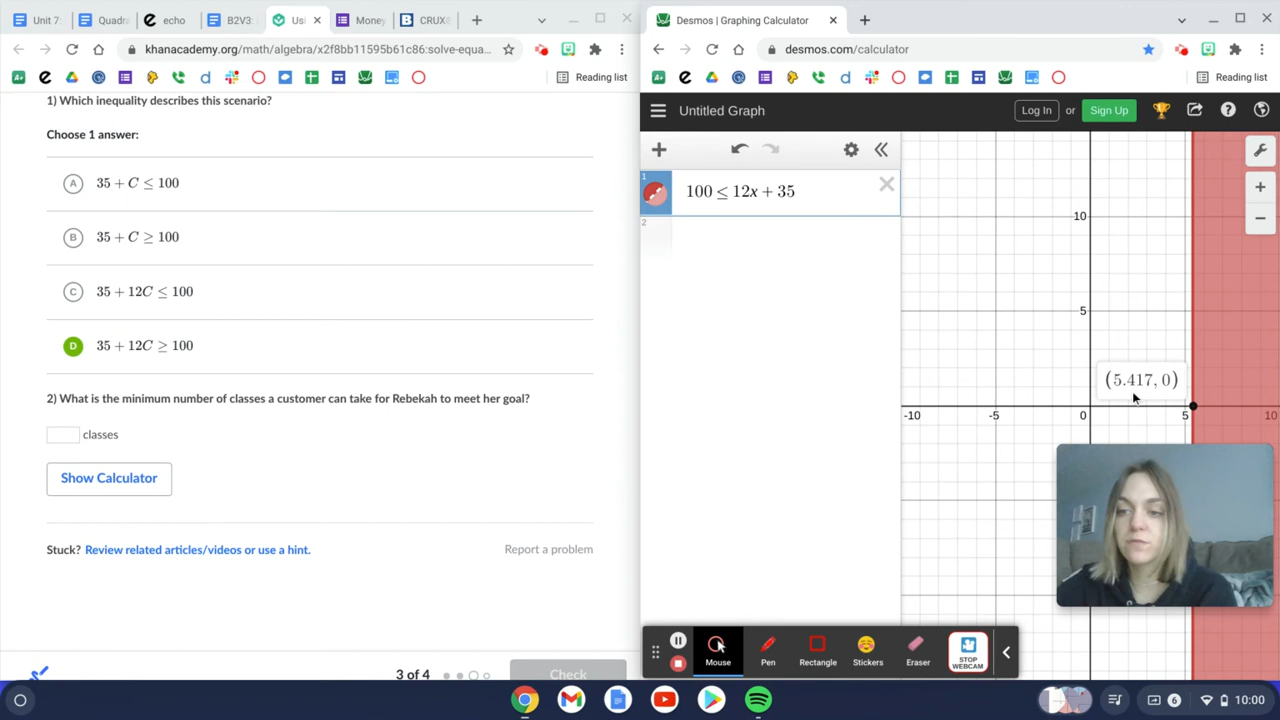 Unit 7:
Quadr
echo
B2V3:
Usi
Money
CRUX
Desmos | Graphing Calculator
khanacademy.org/math/algebra/x2f8bb11595b61c86:solve-equa...
desmos.com/calculator
Reading list
Reading list
1) Which inequality describes this scenario?
Choose 1 answer:
A 35 + C ≤ 100
B 35 + C ≥ 100
C 35 + 12C ≤ 100
D 35 + 12C ≥ 100
2) What is the minimum number of classes a customer can take for Rebekah to meet her goal?
classes
Show Calculator
Stuck? Review related articles/videos or use a hint.
Report a problem
3 of 4
Check
Untitled Graph
Log In or Sign Up
1
100 ≤ 12x + 35
2
10
5
(5.417, 0)
-10 -5 0 5 10
Mouse
Pen
Rectangle
Stickers
Eraser
STOP
WEBCAM
6
10:00